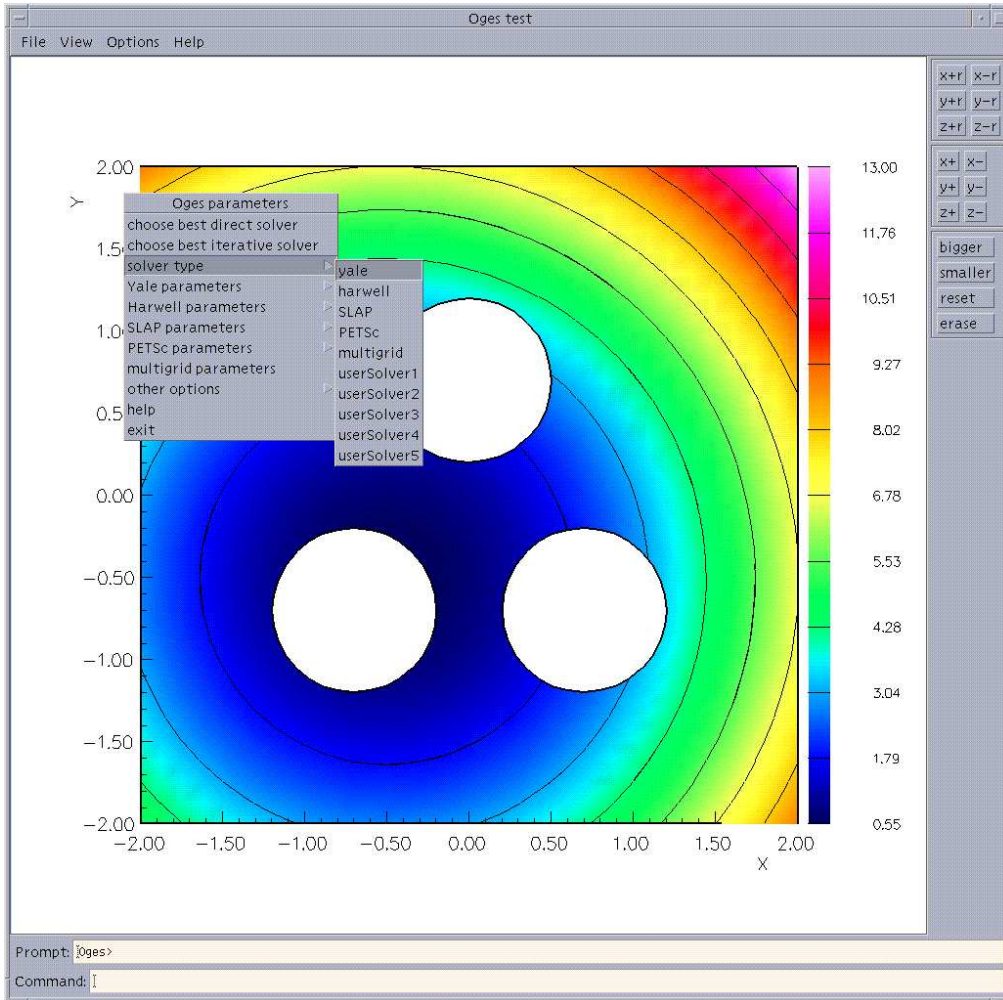 Oges test
File View Options Help
x+r x-r
y+r y-r
z+r z-r
x+ x-
y+ y-
z+ z-
bigger
smaller
reset
erase
Y
2.00
1.5
1.0
0.5
0.00
-0.50
-1.00
-1.50
-2.00
-2.00 -1.50 -1.00 -0.50 0.00 0.50 1.00 1.50 2.00
X
13.00
11.76
10.51
9.27
8.02
6.78
5.53
4.28
3.04
1.79
0.55
Oges parameters
choose best direct solver
choose best iterative solver
solver type
Yale parameters
Harwell parameters
SLAP parameters
PETSc parameters
multigrid parameters
other options
help
exit
yale
harwell
SLAP
PETSc
multigrid
userSolver1
userSolver2
userSolver3
userSolver4
userSolver5
Prompt: Oges>
Command: